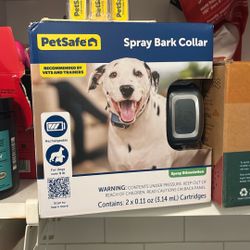 PetSafe
Spray Bark Collar
RECOMMENDED BY
VETS AND TRAINERS
Rechargeable
For dogs
over 8 lb
Spray Stimulation
WARNING: CONTENTS UNDER PRESSURE. KEEP OUT OF
REACH OF CHILDREN. READ CAUTIONS ON BACK PANEL.
Contains: 2 x 0.11 oz (3.14 mL) Cartridges